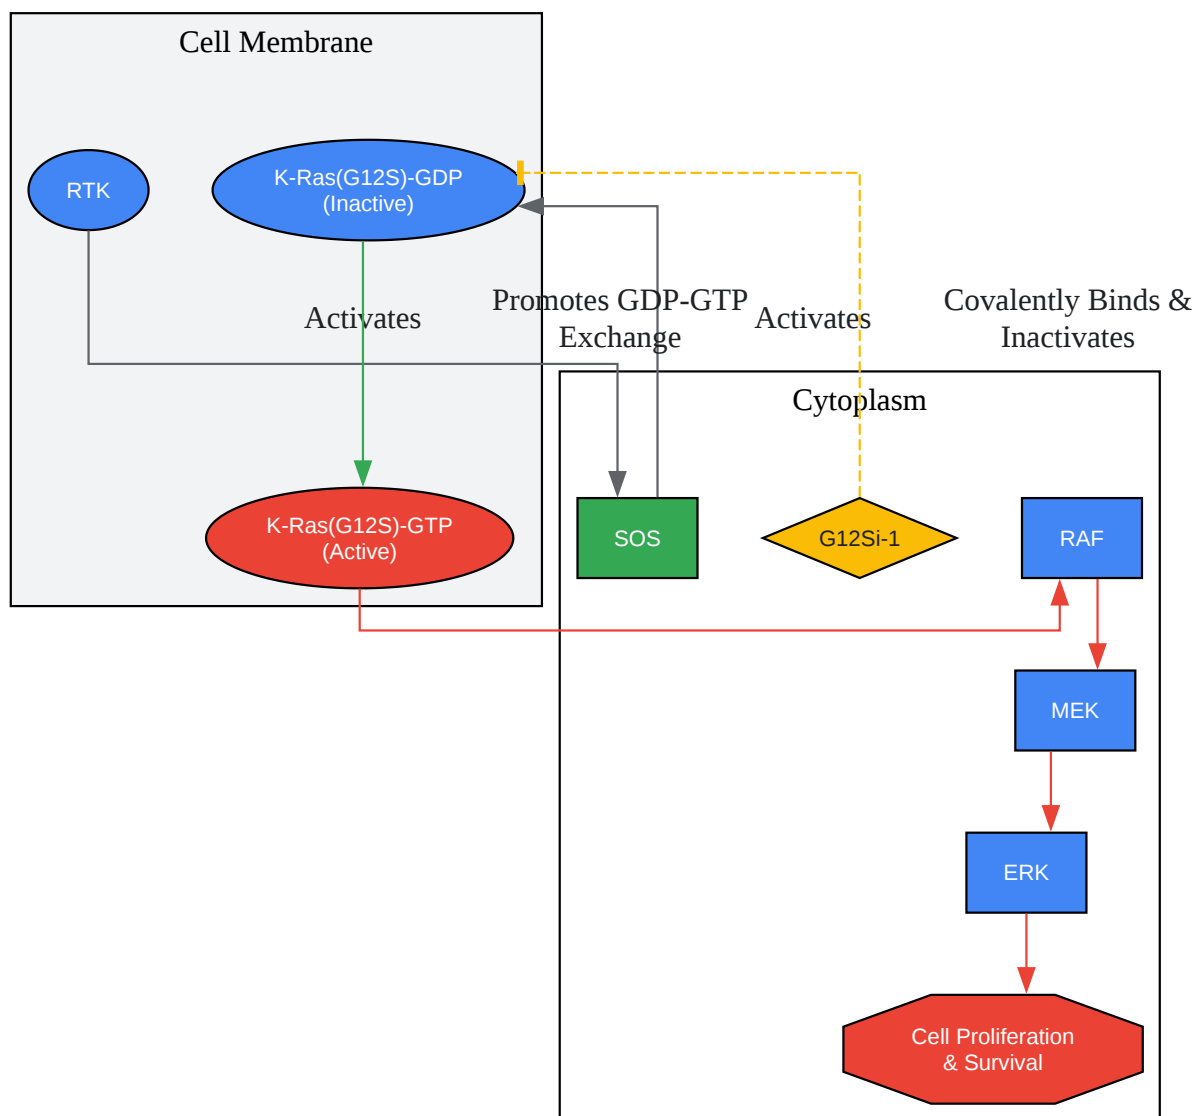 Cell Membrane
RTK
K-Ras(G12S)-GDP
(Inactive)
Activates
Promotes GDP-GTP
Exchange
Activates
Covalently Binds &
Inactivates
Cytoplasm
K-Ras(G12S)-GTP
(Active)
SOS
G12Si-1
RAF
MEK
ERK
Cell Proliferation
& Survival